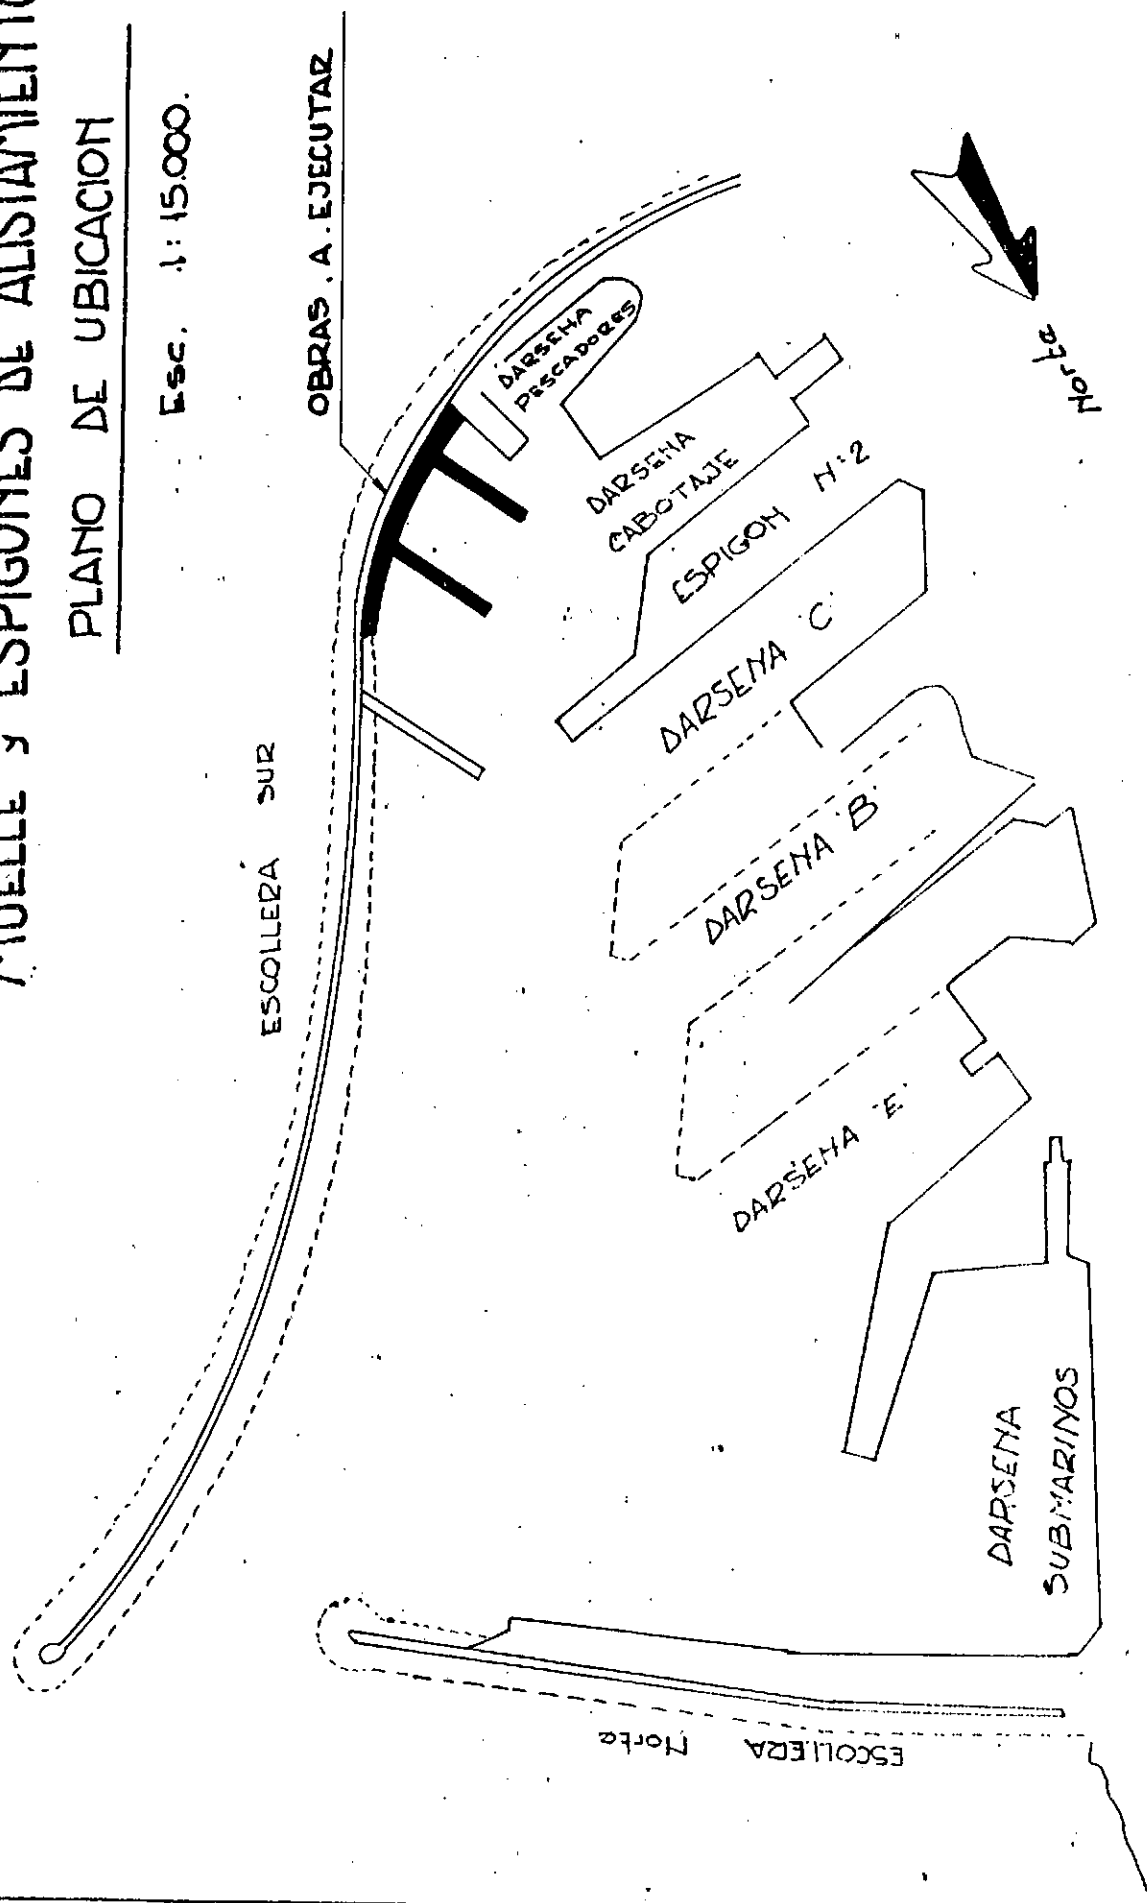 MUELLE y ESPIGONES DE ALISTAMIENTO
PLANO DE UBICACION
Esc. 1:15.000.
OBRAS . A . EJECUTAR
ESCOLLERA SUR
DARSENA
PESCADORES
DARSENA
CABOTAJE
ESPIGON Nº2
DARSENA 'C'
DARSENA 'B'
DARSENA 'E'
DARSENA
SUBMARINOS
ESCOLLERA Norte
Norte